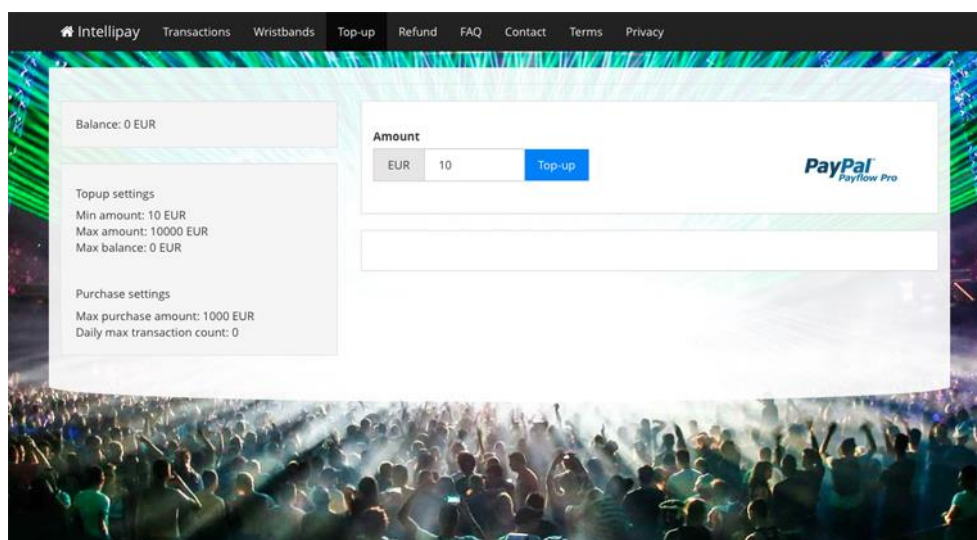 Intellipay Transactions Wristbands Top-up Refund FAQ Contact Terms Privacy
Balance: 0 EUR
Topup settings
Min amount: 10 EUR
Max amount: 10000 EUR
Max balance: 0 EUR
Purchase settings
Max purchase amount: 1000 EUR
Daily max transaction count: 0
Amount
EUR 10 Top-up
PayPal
Payflow Pro